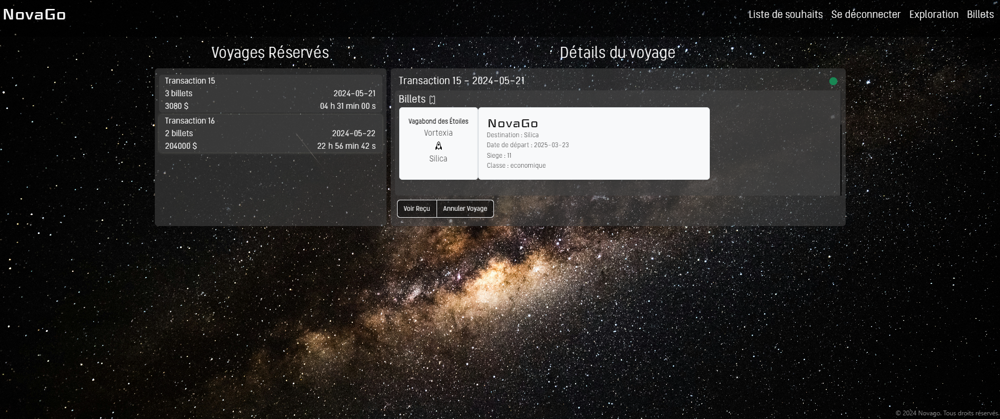 NovaGo
Liste de souhaits Se déconnecter Exploration Billets
Voyages Réservés
Transaction 15
3 billets 2024-05-21
3080 $ 04 h 31 min 00 s
Transaction 16
2 billets 2024-05-22
204000 $ 22 h 56 min 42 s
Détails du voyage
Transaction 15 - 2024-05-21
Billets
Vagabond des Étoiles
Vortexia
Silica
NovaGo
Destination : Silica
Date de départ : 2025-03-23
Siege : 11
Classe : economique
Voir Reçu Annuler Voyage
© 2024 Novago. Tous droits réservés